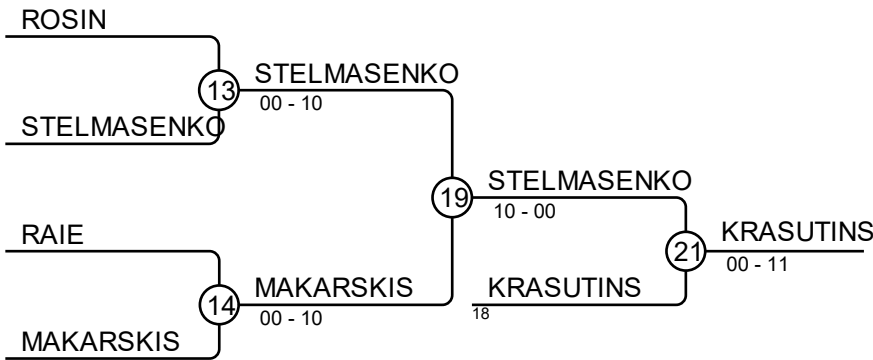 ROSIN
13
STELMASENKO
00 - 10
STELMASENKO
19
STELMASENKO
10 - 00
RAIE
21
KRASUTINS
00 - 11
14
MAKARSKIS
00 - 10
KRASUTINS
18
MAKARSKIS